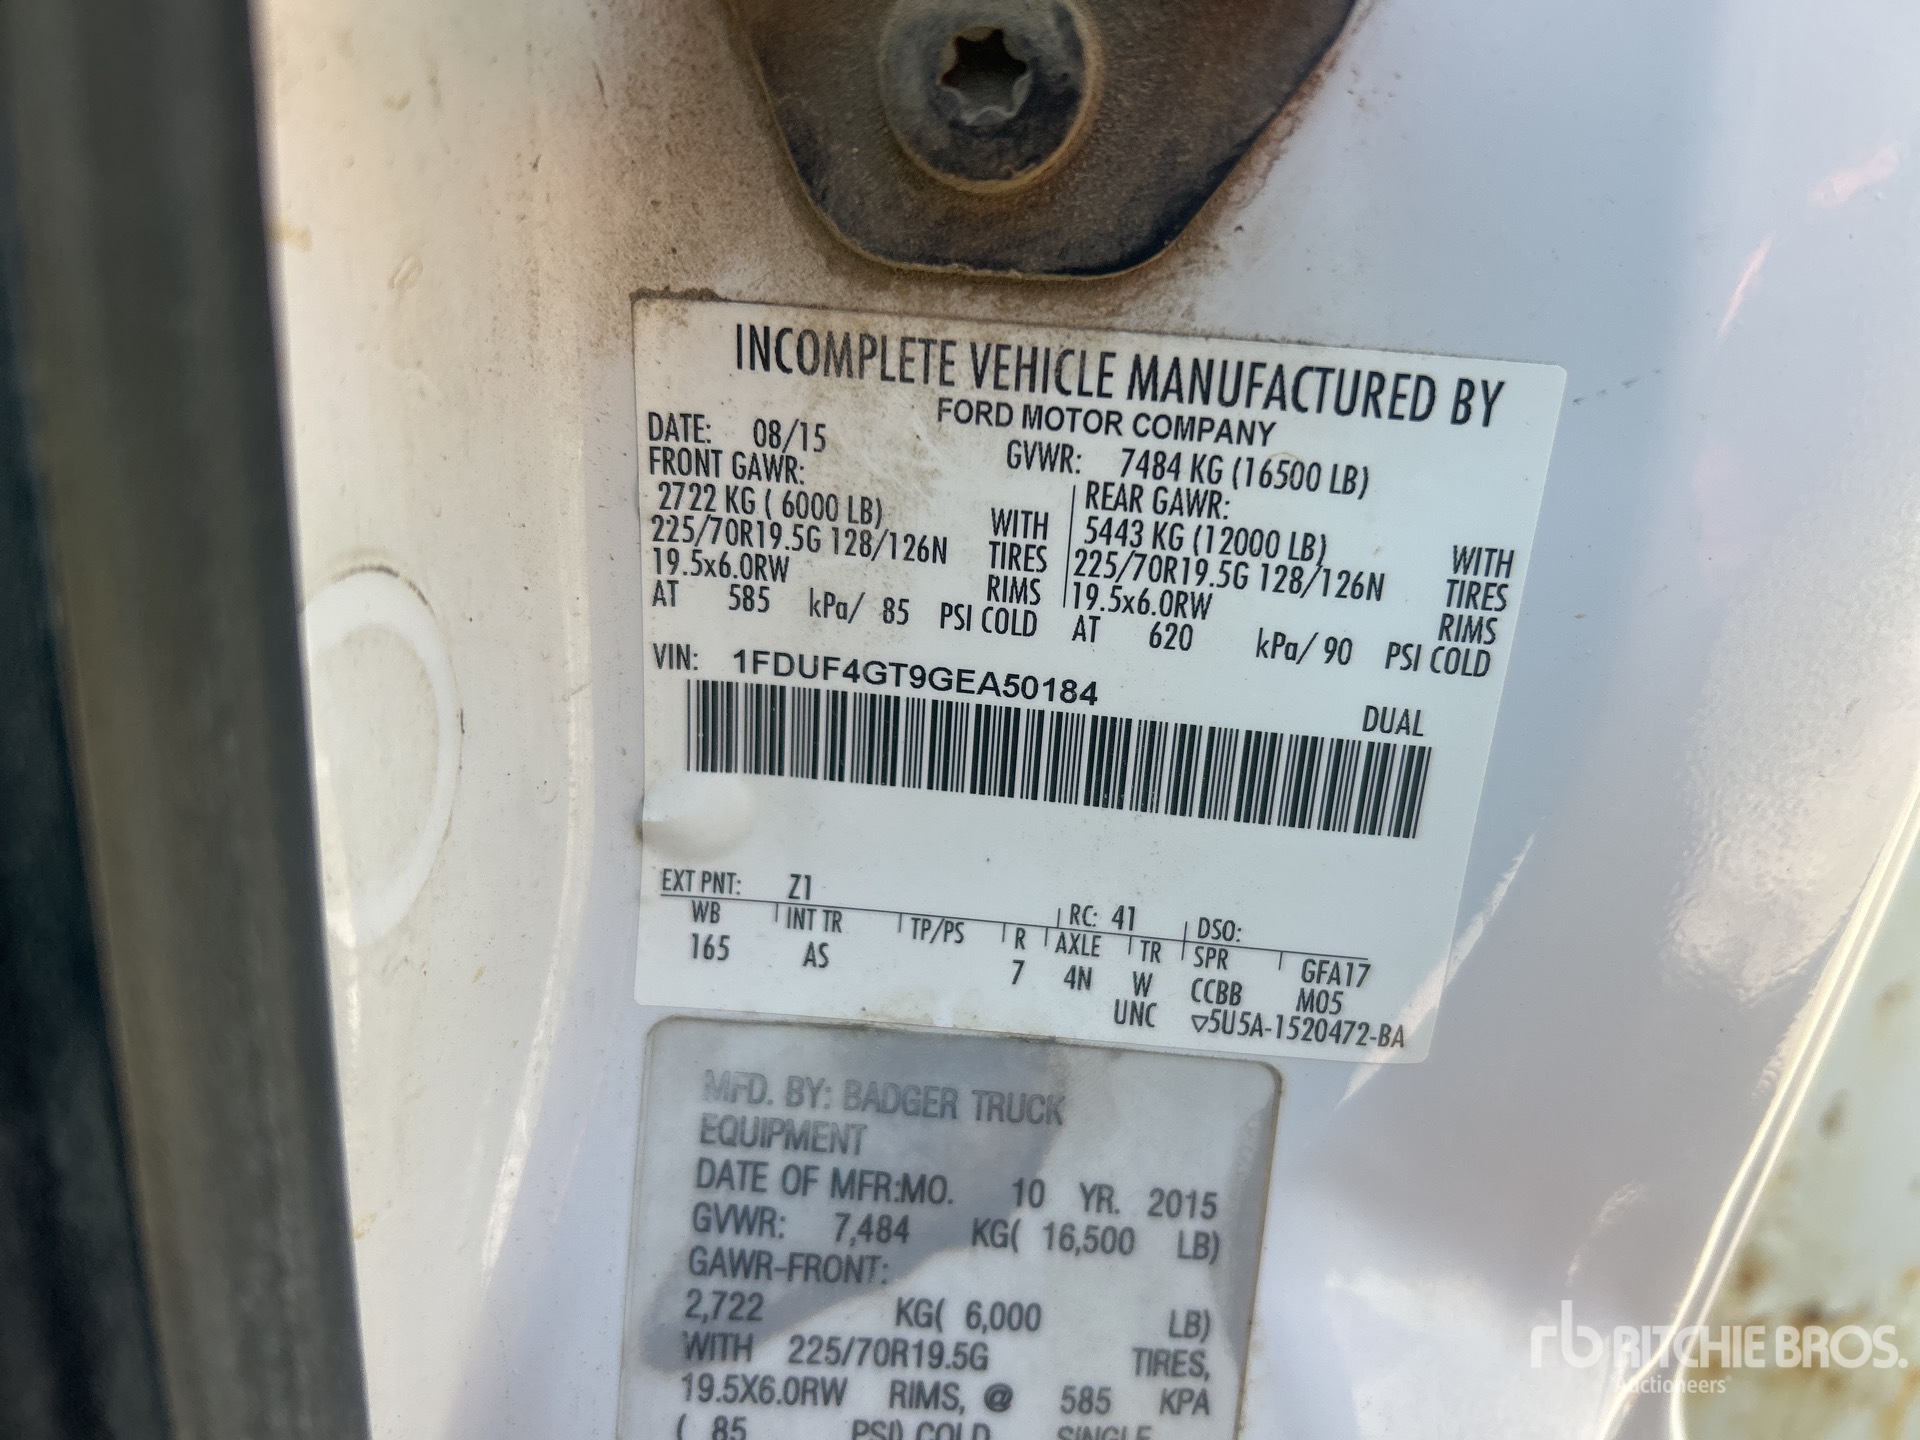 INCOMPLETE VEHICLE MANUFACTURED BY
FORD MOTOR COMPANY
DATE: 08/15 GVWR: 7484 KG (16500 LB)
FRONT GAWR: REAR GAWR:
2722 KG ( 6000 LB) WITH 5443 KG (12000 LB) WITH
225/70R19.5G 128/126N TIRES 225/70R19.5G 128/126N TIRES
19.5x6.0RW RIMS 19.5x6.0RW RIMS
AT 585 kPa/ 85 PSI COLD AT 620 kPa/ 90 PSI COLD
VIN: 1FDUF4GT9GEA50184
DUAL
EXT PNT: Z1 RC: 41 DSO:
WB INT TR TP/PS R AXLE TR SPR GFA17
165 AS 7 4N W CCBB M05
UNC ▽5U5A-1520472-BA
MFD. BY: BADGER TRUCK
EQUIPMENT
DATE OF MFR:MO. 10 YR. 2015
GVWR: 7,484 KG( 16,500 LB)
GAWR-FRONT:
2,722 KG( 6,000 LB)
WITH 225/70R19.5G TIRES,
19.5X6.0RW RIMS, @ 585 KPA
( 85 PSI) COLD SINGLE
rb RITCHIE BROS.
Auctioneers